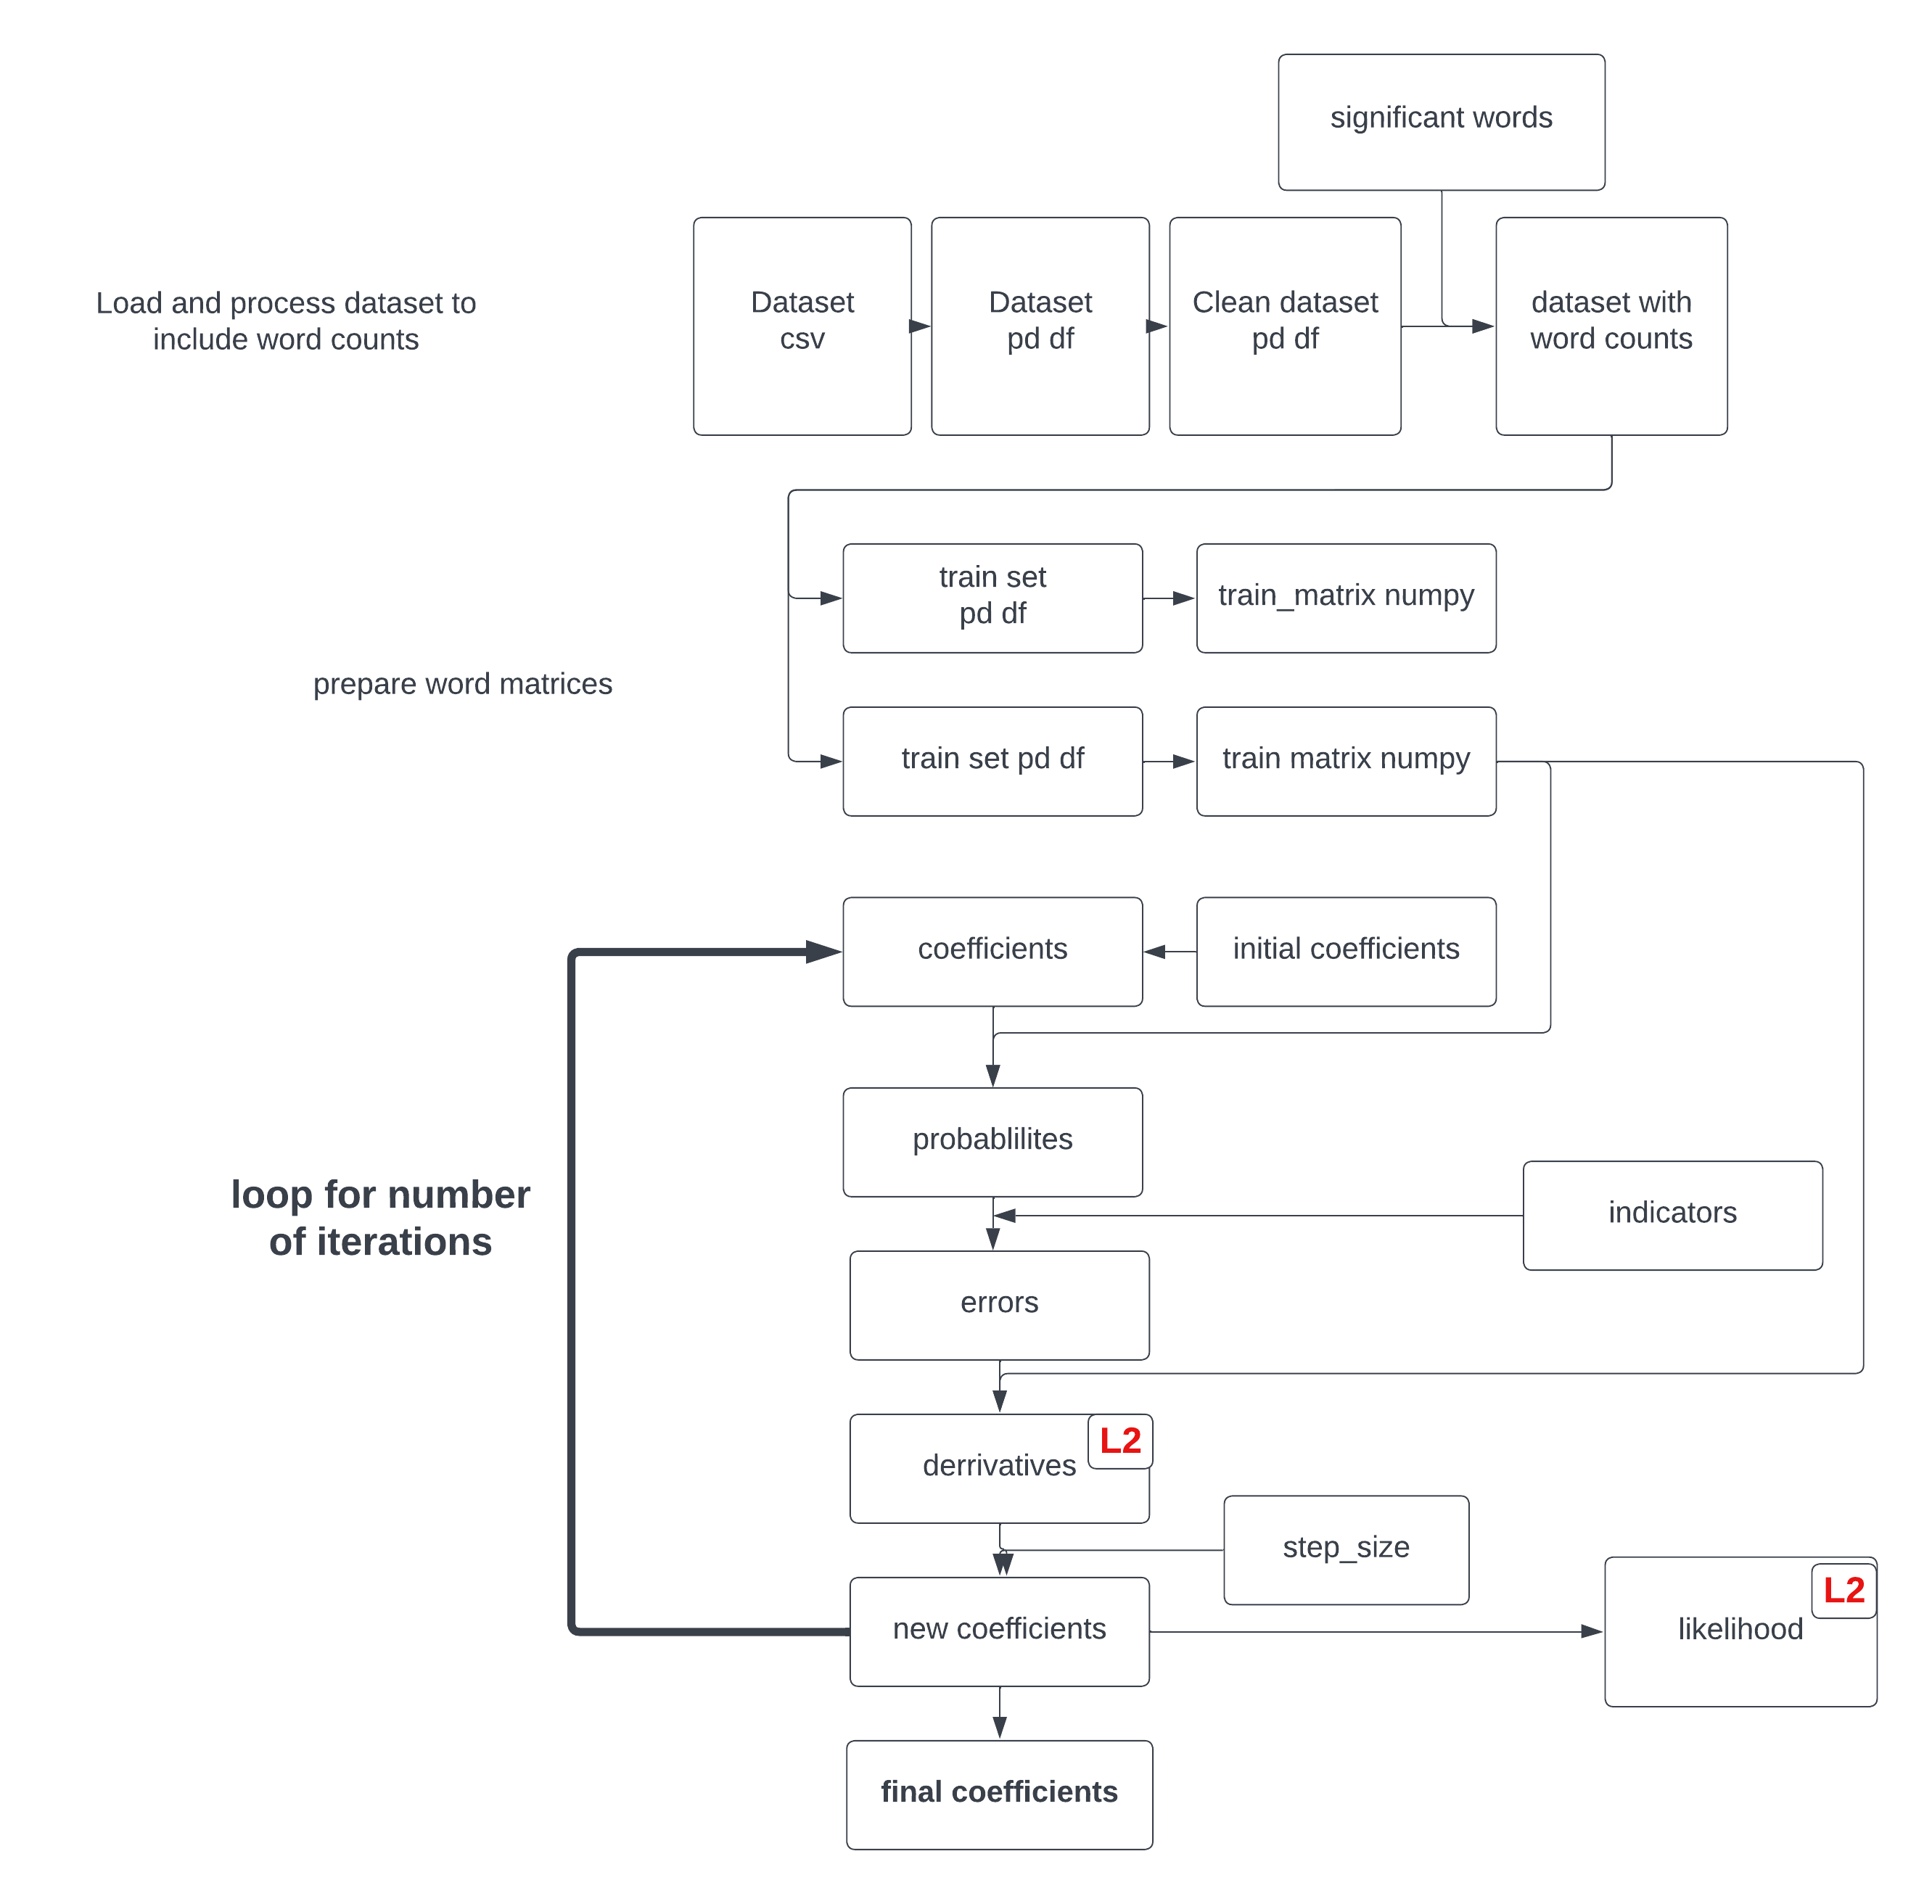 significant words
Load and process dataset to
include word counts
Dataset
csv
Dataset
pd df
Clean dataset
pd df
dataset with
word counts
train set
pd df
train_matrix numpy
prepare word matrices
train set pd df
train matrix numpy
coefficients
initial coefficients
probablilites
loop for number
of iterations
indicators
errors
derrivatives
L2
step_size
new coefficients
likelihood
L2
final coefficients